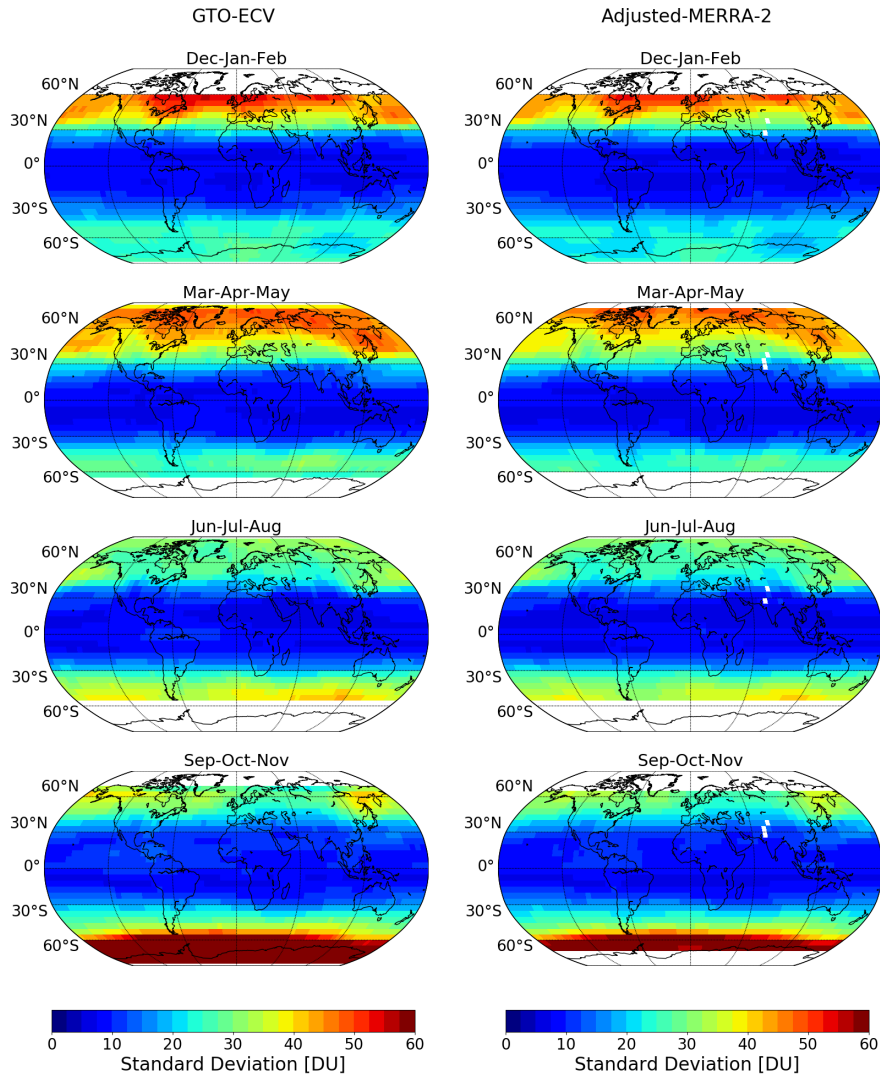 GTO-ECV Adjusted-MERRA-2
Dec-Jan-Feb Dec-Jan-Feb
60°N 60°N
30°N 30°N
0° 0°
30°S 30°S
60°S 60°S
Mar-Apr-May Mar-Apr-May
60°N 60°N
30°N 30°N
0° 0°
30°S 30°S
60°S 60°S
Jun-Jul-Aug Jun-Jul-Aug
60°N 60°N
30°N 30°N
0° 0°
30°S 30°S
60°S 60°S
Sep-Oct-Nov Sep-Oct-Nov
60°N 60°N
30°N 30°N
0° 0°
30°S 30°S
60°S 60°S
0 10 20 30 40 50 60 0 10 20 30 40 50 60
Standard Deviation [DU] Standard Deviation [DU]